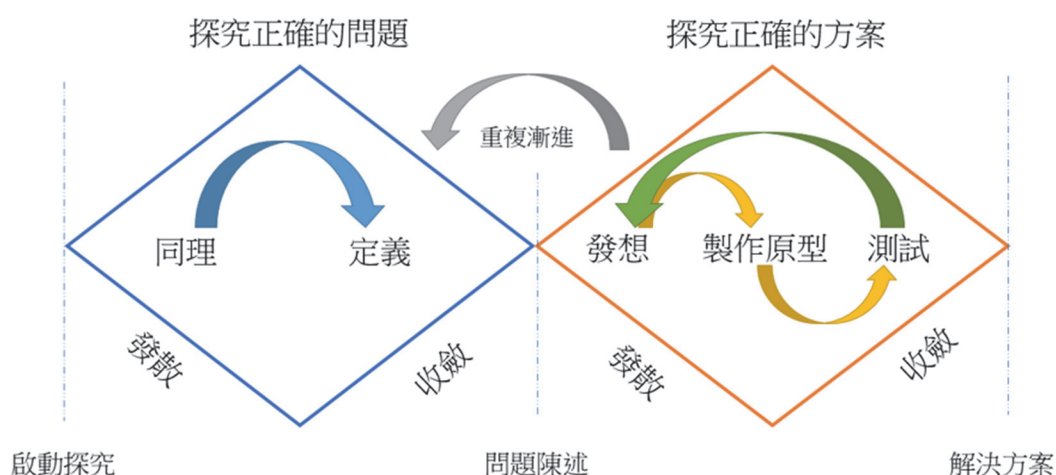 探究正確的問題
探究正確的方案
重複漸進
同理
定義
發想
製作原型
測試
發散
收斂
發散
收斂
啟動探究
問題陳述
解決方案